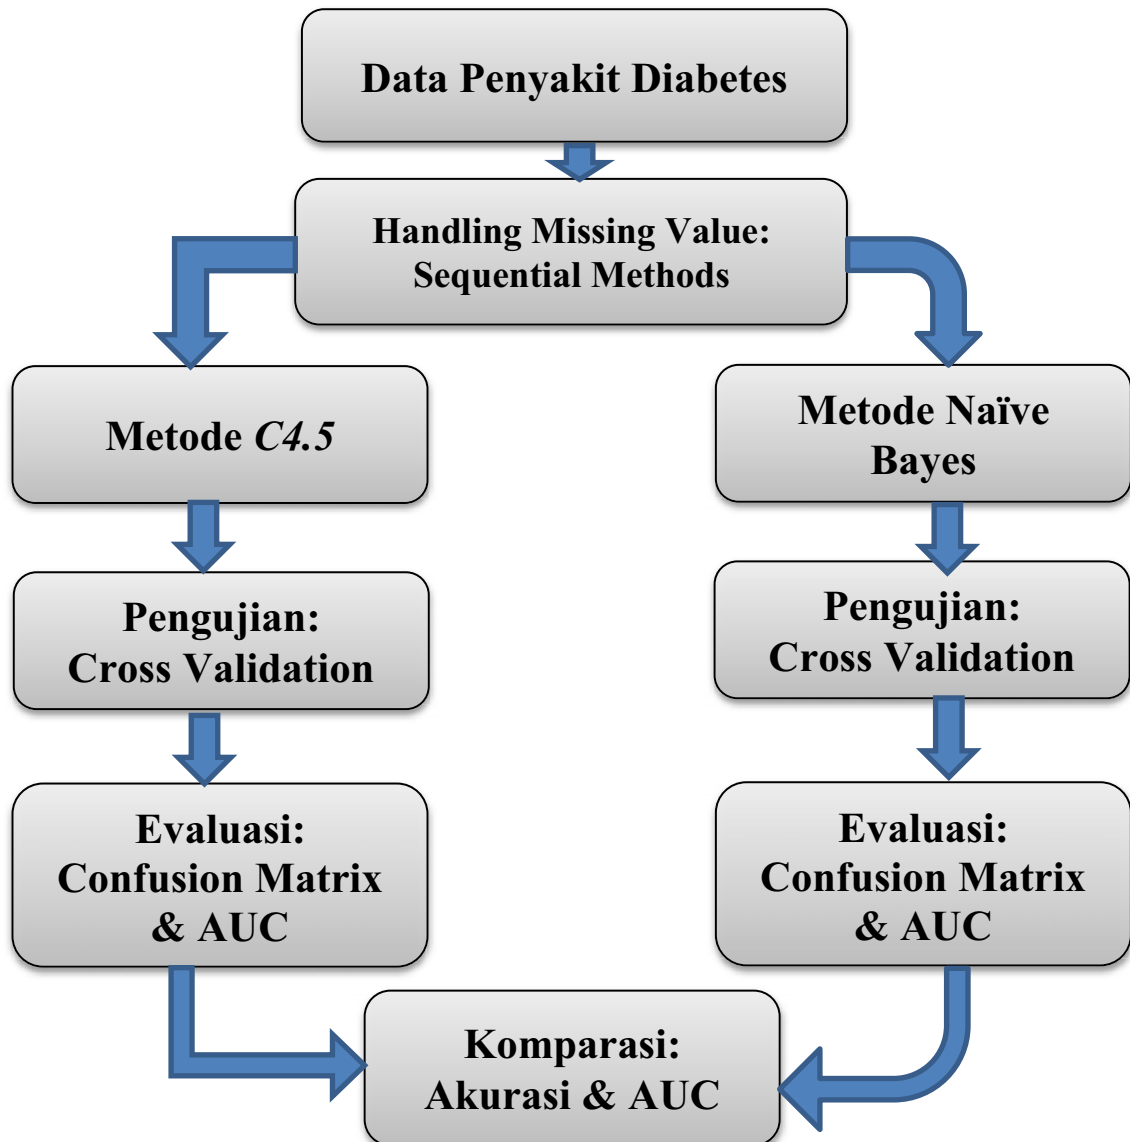 Data Penyakit Diabetes
Handling Missing Value:
Sequential Methods
Metode C4.5
Metode Naïve
Bayes
Pengujian:
Cross Validation
Pengujian:
Cross Validation
Evaluasi:
Confusion Matrix
& AUC
Evaluasi:
Confusion Matrix
& AUC
Komparasi:
Akurasi & AUC